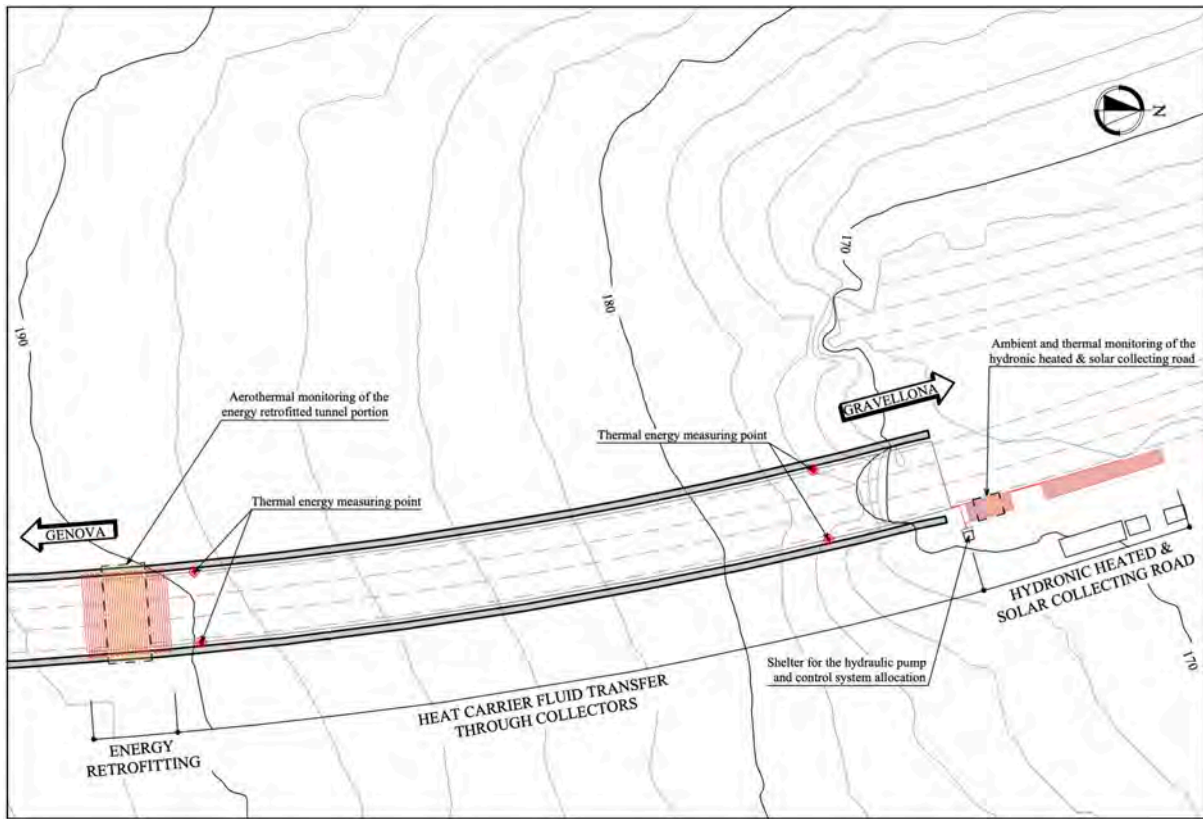 N
170
190
180
Ambient and thermal monitoring of the
hydronic heated & solar collecting road
Aerothermal monitoring of the
energy retrofitted tunnel portion
GRAVELLONA
Thermal energy measuring point
Thermal energy measuring point
GENOVA
HYDRONIC HEATED &
SOLAR COLLECTING ROAD
Shelter for the hydraulic pump
and control system allocation
170
HEAT CARRIER FLUID TRANSFER
THROUGH COLLECTORS
ENERGY
RETROFITTING